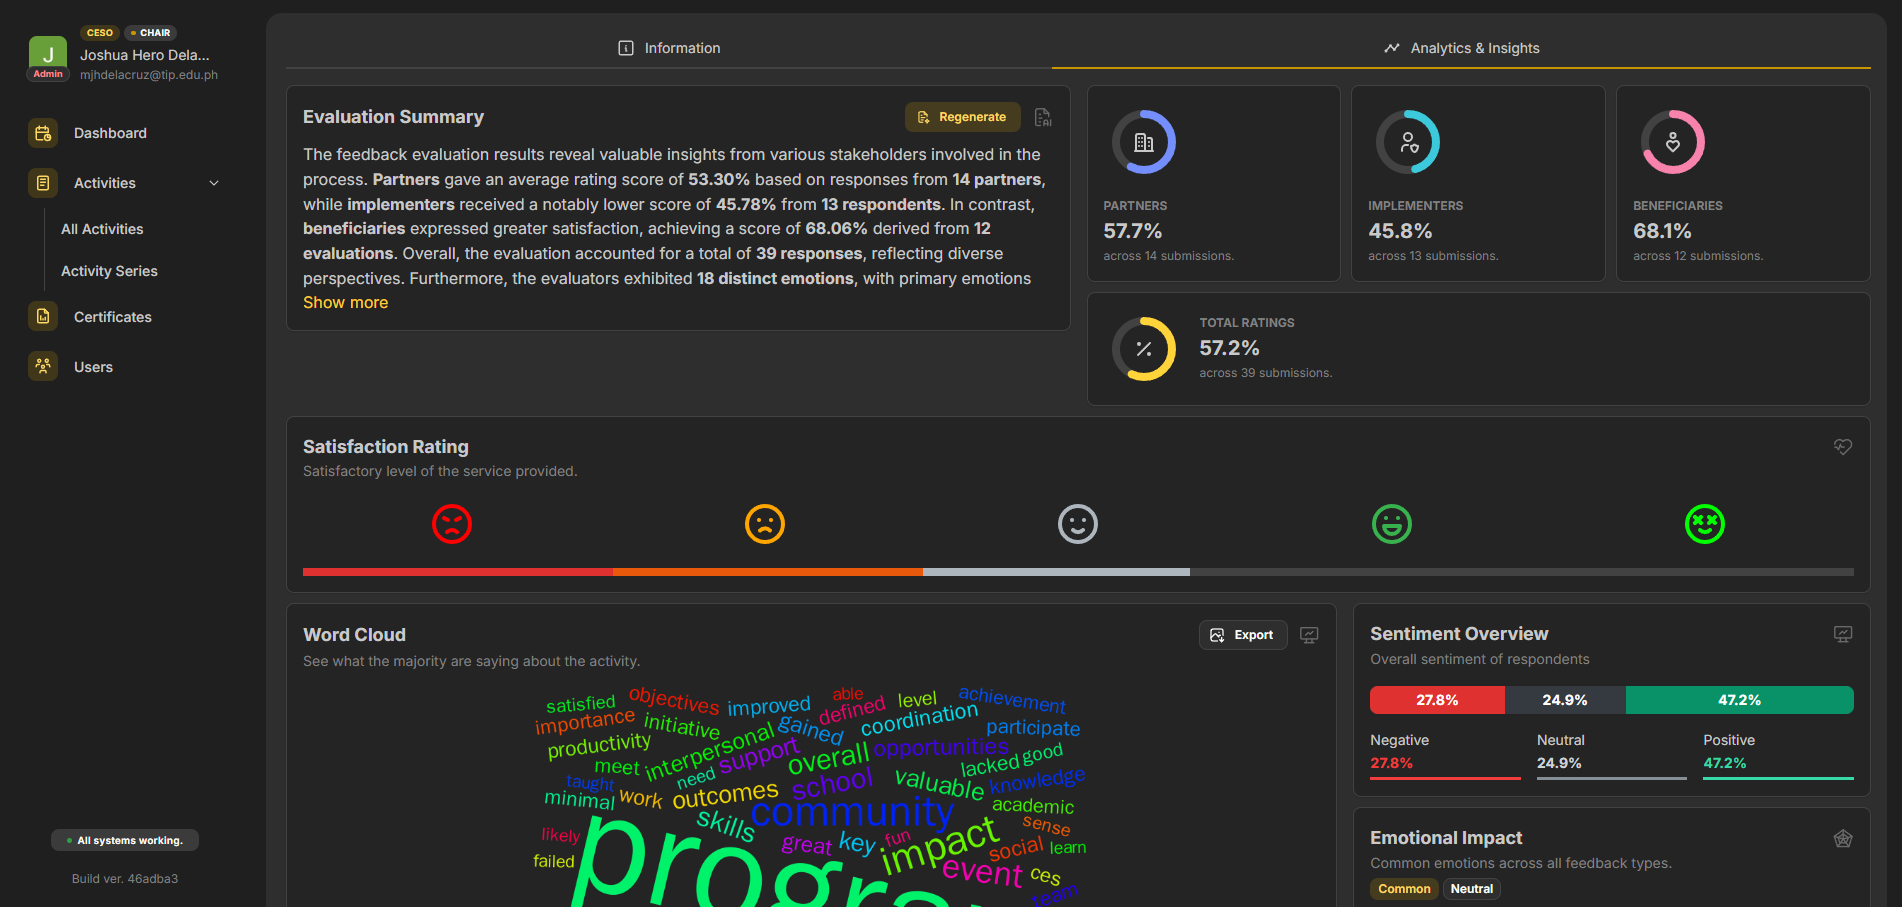 CESO
CHAIR
J
Joshua Hero Dela...
Admin
mjhdelacruz@tip.edu.ph
Dashboard
Activities
All Activities
Activity Series
Certificates
Users
All systems working.
Build ver. 46adba3
Information
Analytics & Insights
Evaluation Summary
Regenerate
AI
The feedback evaluation results reveal valuable insights from various stakeholders involved in the
process. Partners gave an average rating score of 53.30% based on responses from 14 partners,
while implementers received a notably lower score of 45.78% from 13 respondents. In contrast,
beneficiaries expressed greater satisfaction, achieving a score of 68.06% derived from 12
evaluations. Overall, the evaluation accounted for a total of 39 responses, reflecting diverse
perspectives. Furthermore, the evaluators exhibited 18 distinct emotions, with primary emotions
Show more
PARTNERS
57.7%
across 14 submissions.
IMPLEMENTERS
45.8%
across 13 submissions.
BENEFICIARIES
68.1%
across 12 submissions.
TOTAL RATINGS
57.2%
across 39 submissions.
Satisfaction Rating
Satisfactory level of the service provided.
Word Cloud
Export
See what the majority are saying about the activity.
satisfied
objectives
improved
able
level
achievement
importance
initiative
gained
defined
coordination
participate
productivity
interpersonal
support
overall
opportunities
good
meet
need
school
valuable
lacked
knowledge
taught
minimal
work
outcomes
community
academic
skills
sense
likely
great
key
fun
impact
social
learn
failed
event
ces
team
Sentiment Overview
Overall sentiment of respondents
27.8%
24.9%
47.2%
Negative
27.8%
Neutral
24.9%
Positive
47.2%
Emotional Impact
Common emotions across all feedback types.
Common
Neutral